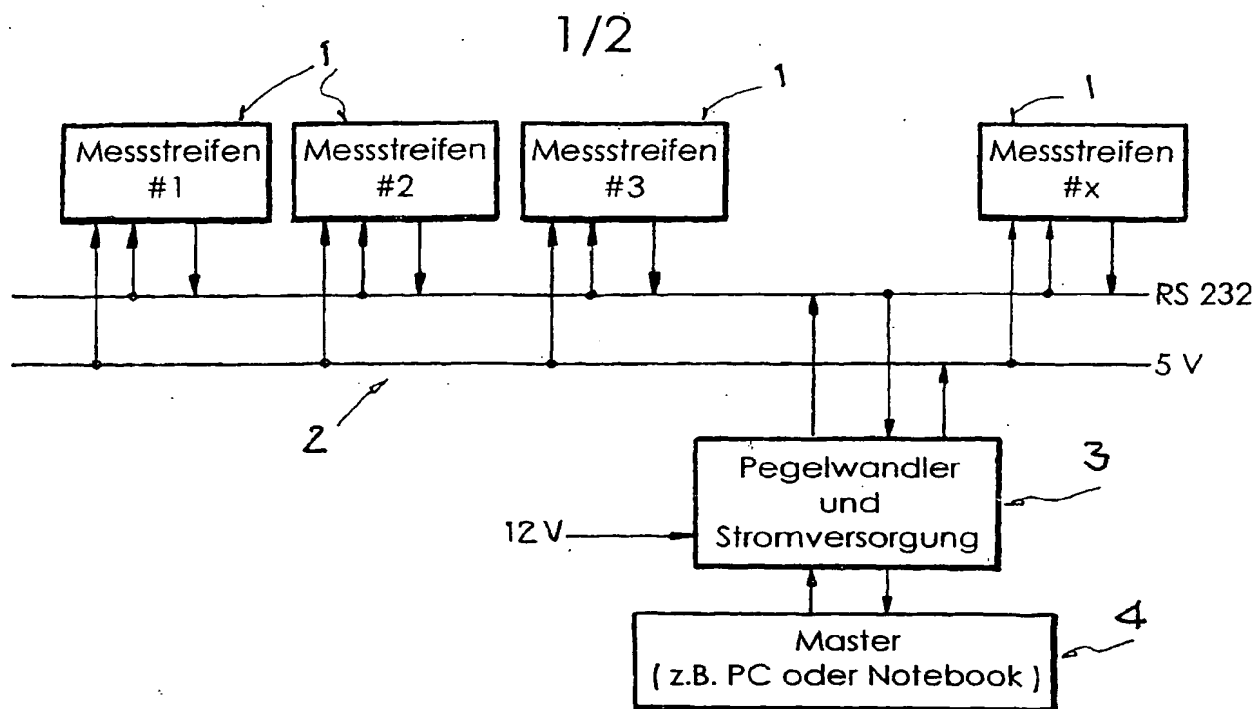 1/2
1
1
1
Messstreifen
#1
Messstreifen
#2
Messstreifen
#3
Messstreifen
#x
RS 232
5 V
2
Pegelwandler
und
Stromversorgung
3
12 V
Master
( z.B. PC oder Notebook )
4